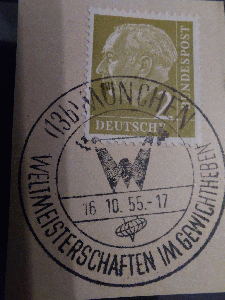 (13b) MÜNCHEN
BUNDESPOST
DEUTSCHE
W
16.10.55.-17
WELTMEISTERSCHAFTEN IM GEWICHTHEBEN